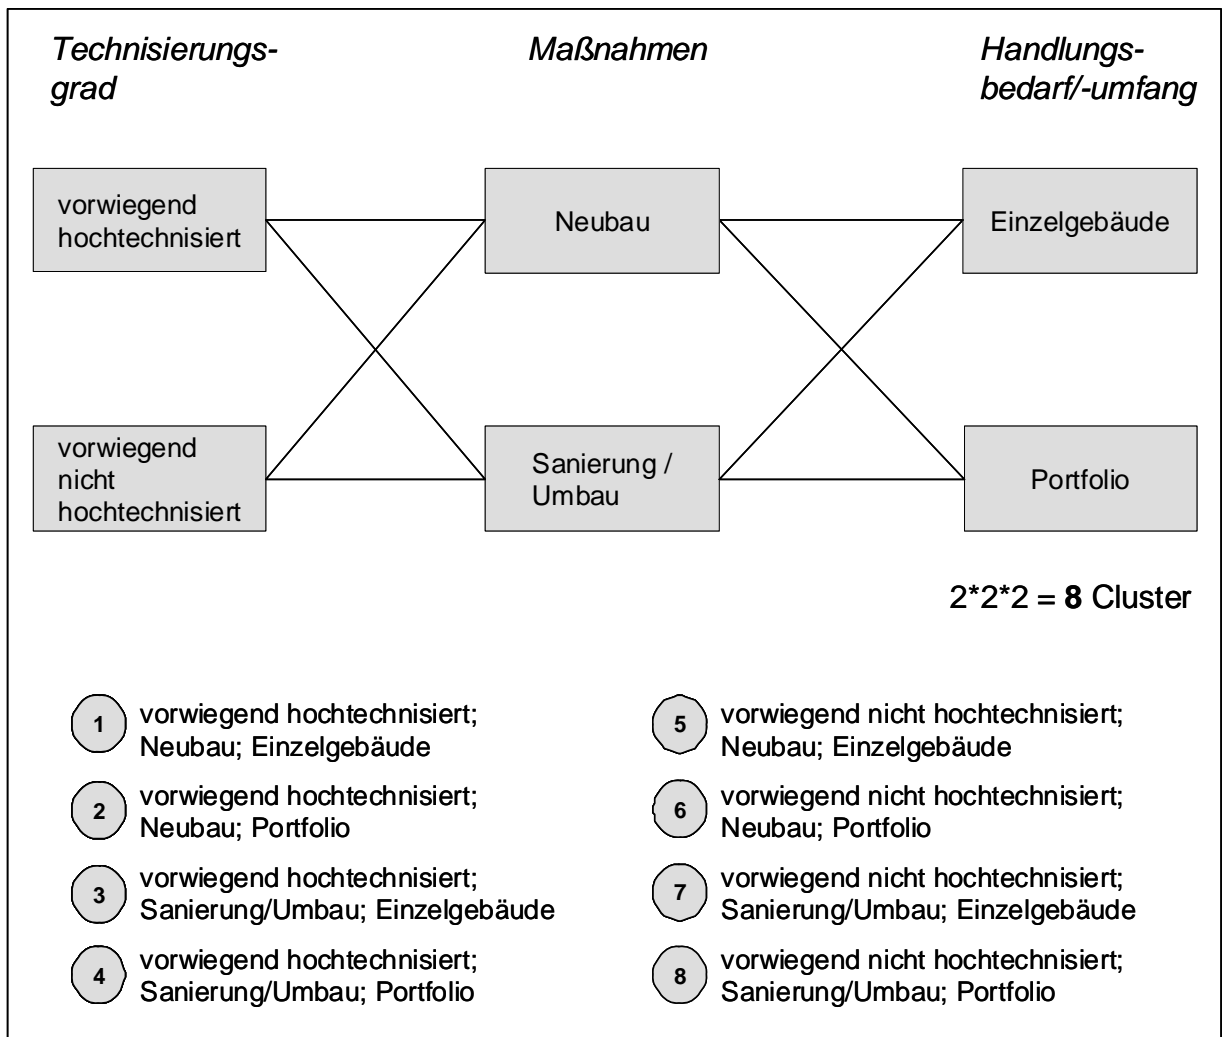 Technisierungs-
grad
Maßnahmen
Handlungs-
bedarf/-umfang
vorwiegend
hochtechnisiert
Neubau
Einzelgebäude
vorwiegend
nicht
hochtechnisiert
Sanierung /
Umbau
Portfolio
2*2*2 = 8 Cluster
1
vorwiegend hochtechnisiert;
Neubau; Einzelgebäude
2
vorwiegend hochtechnisiert;
Neubau; Portfolio
3
vorwiegend hochtechnisiert;
Sanierung/Umbau; Einzelgebäude
4
vorwiegend hochtechnisiert;
Sanierung/Umbau; Portfolio
5
vorwiegend nicht hochtechnisiert;
Neubau; Einzelgebäude
6
vorwiegend nicht hochtechnisiert;
Neubau; Portfolio
7
vorwiegend nicht hochtechnisiert;
Sanierung/Umbau; Einzelgebäude
8
vorwiegend nicht hochtechnisiert;
Sanierung/Umbau; Portfolio